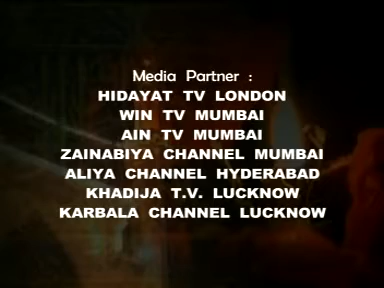 Media Partner :
HIDAYAT TV LONDON
WIN TV MUMBAI
AIN TV MUMBAI
ZAINABIYA CHANNEL MUMBAI
ALIYA CHANNEL HYDERABAD
KHADIJA T.V. LUCKNOW
KARBALA CHANNEL LUCKNOW